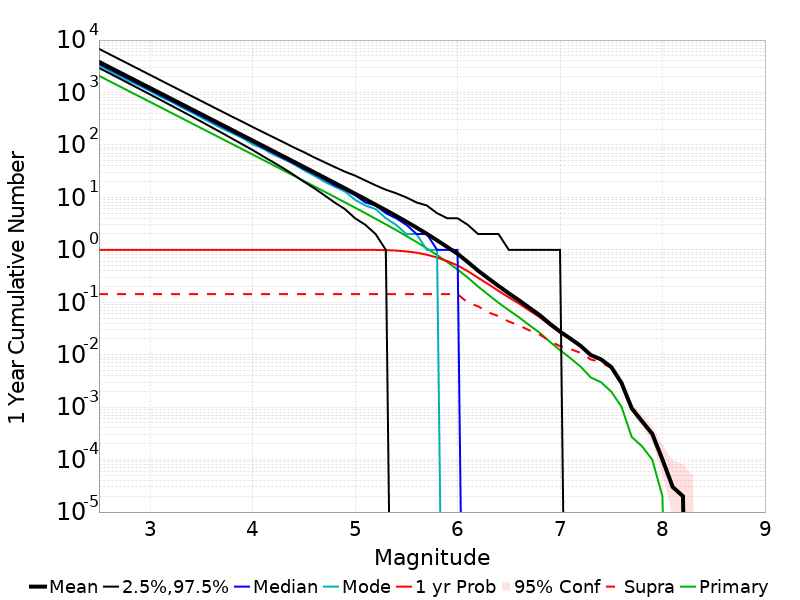 10^4
10^3
10^2
10^1
10^0
10^-1
10^-2
10^-3
10^-4
10^-5
1 Year Cumulative Number
3 4 5 6 7 8 9
Magnitude
Mean 2.5%,97.5% Median Mode 1 yr Prob 95% Conf Supra Primary